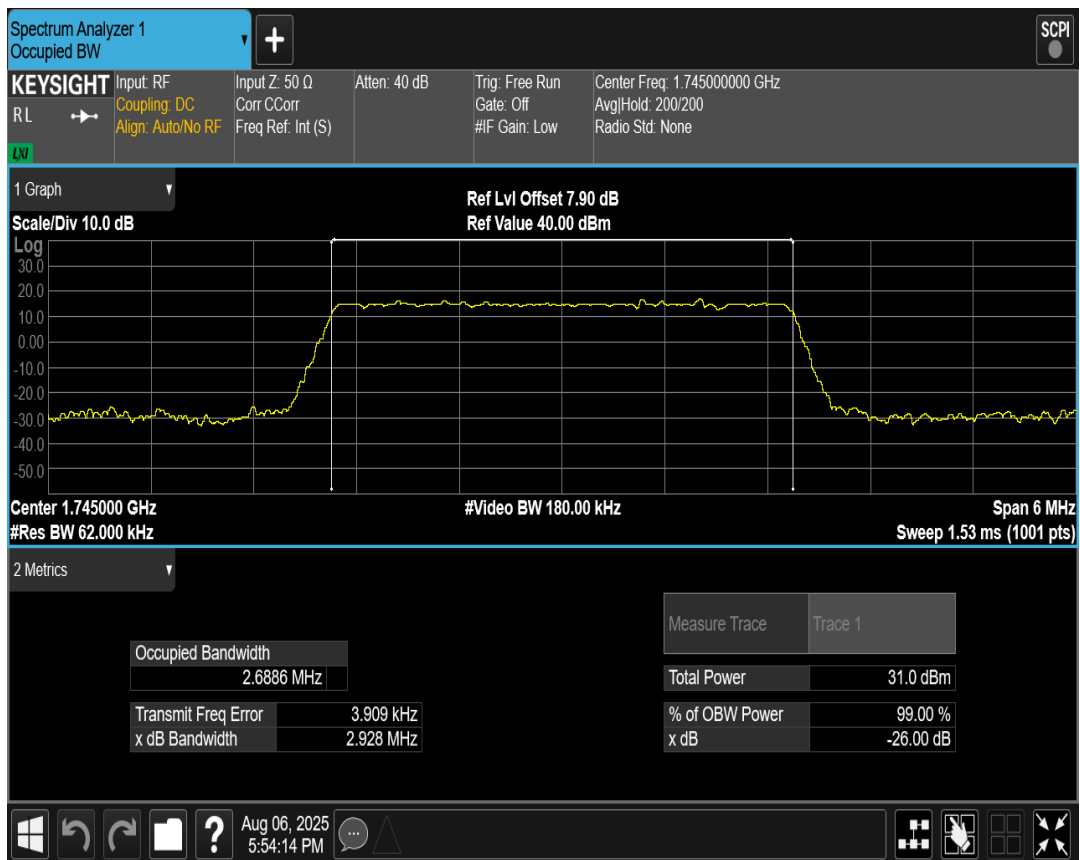 Spectrum Analyzer 1
Occupied BW
+
SCPI
KEYSIGHT
RL
LXI
Input: RF
Coupling: DC
Align: Auto/No RF
Input Z: 50 Ω
Corr CCorr
Freq Ref: Int (S)
Atten: 40 dB
Trig: Free Run
Gate: Off
#IF Gain: Low
Center Freq: 1.745000000 GHz
Avg|Hold: 200/200
Radio Std: None
1 Graph
Ref Lvl Offset 7.90 dB
Scale/Div 10.0 dB
Ref Value 40.00 dBm
Log
30.0
20.0
10.0
0.00
-10.0
-20.0
-30.0
-40.0
-50.0
Center 1.745000 GHz
#Video BW 180.00 kHz
Span 6 MHz
#Res BW 62.000 kHz
Sweep 1.53 ms (1001 pts)
2 Metrics
Measure Trace
Trace 1
Occupied Bandwidth
2.6886 MHz
Total Power
31.0 dBm
Transmit Freq Error
3.909 kHz
% of OBW Power
99.00 %
x dB Bandwidth
2.928 MHz
x dB
-26.00 dB
?
Aug 06, 2025
5:54:14 PM